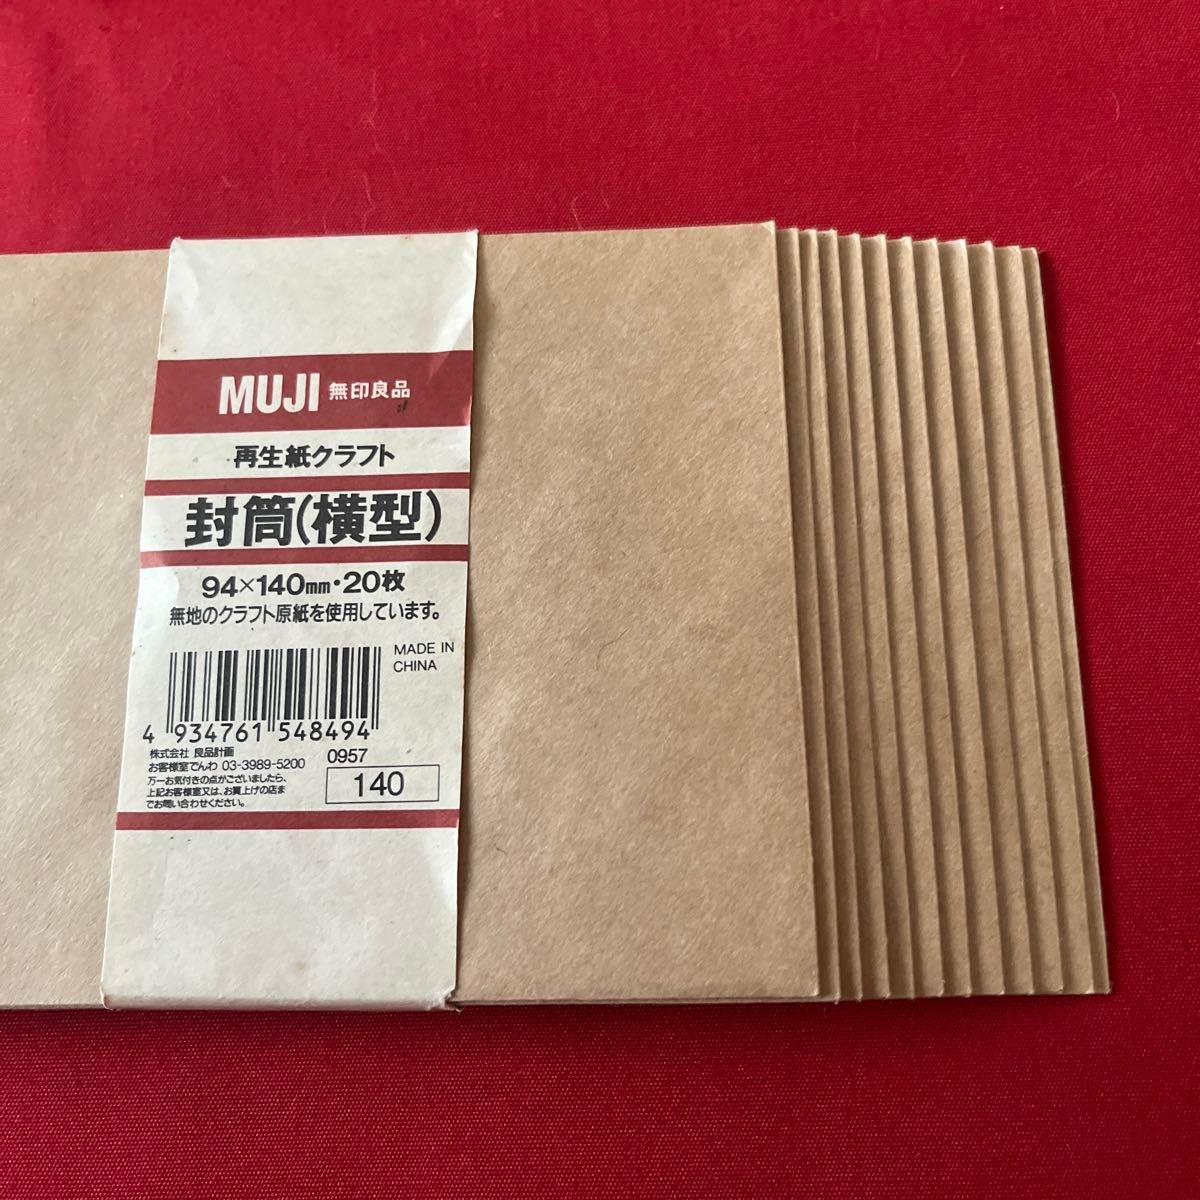 MUJI 無印良品
再生紙クラフト
封筒(横型)
94×140mm・20枚
無地のクラフト原紙を使用しています。
MADE IN
CHINA
4 934761 548494
株式会社 良品計画
お客様室でんわ 03-3989-5200
万一お気付きの点がございましたら、
上記お客様室又は、お買上げの店ま
でお問い合わせください。
0957
140